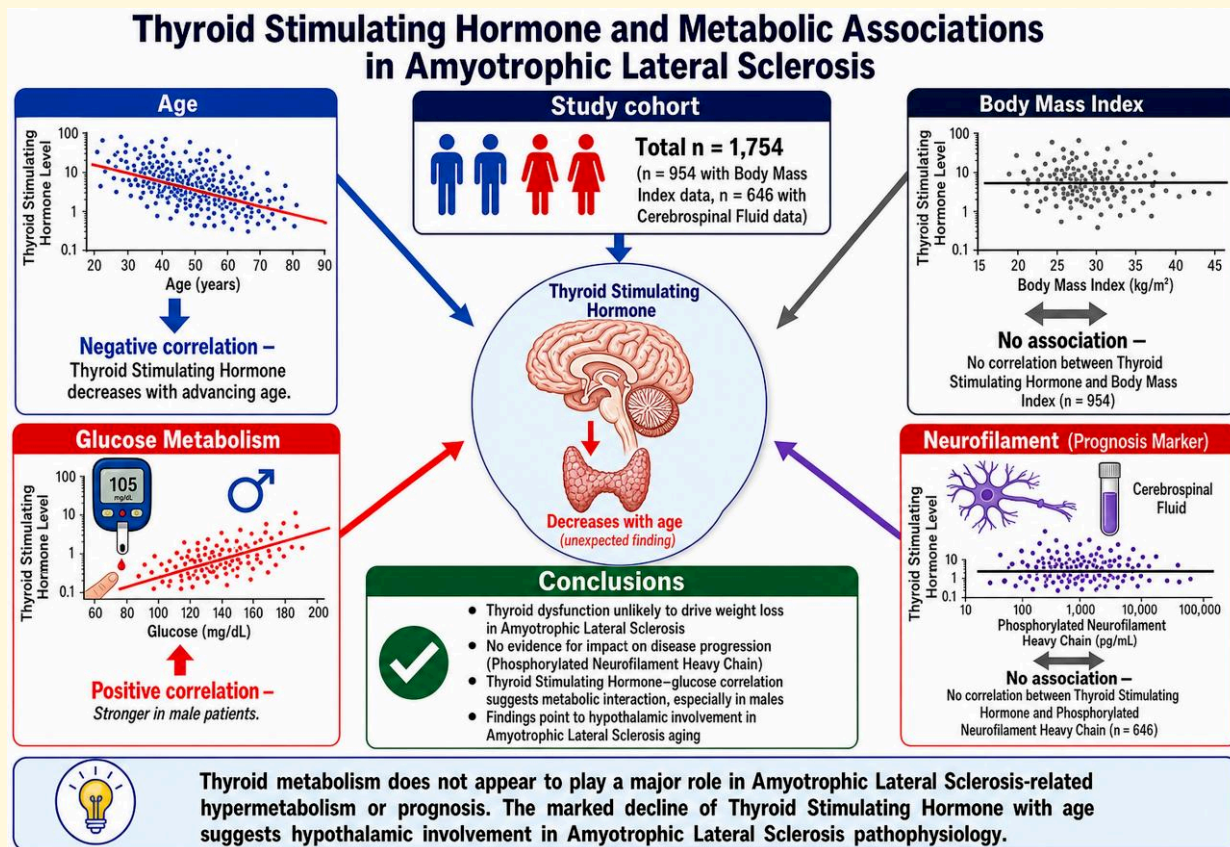 Thyroid Stimulating Hormone and Metabolic Associations
in Amyotrophic Lateral Sclerosis
Age
Thyroid Stimulating
Hormone Level
100
10
1
0.1
20 30 40 50 60 70 80 90
Age (years)
Negative correlation –
Thyroid Stimulating Hormone
decreases with advancing age.
Study cohort
Total n = 1,754
(n = 954 with Body Mass
Index data, n = 646 with
Cerebrospinal Fluid data)
Body Mass Index
Thyroid Stimulating
Hormone Level
100
10
1
0.1
15 20 25 30 35 40 45
Body Mass Index (kg/m²)
No association –
No correlation between Thyroid
Stimulating Hormone and Body Mass
Index (n = 954)
Thyroid Stimulating
Hormone
Decreases with age
(unexpected finding)
Glucose Metabolism
Thyroid Stimulating
Hormone Level
100
10
1
0.1
105
mg/dL
60 80 100 120 140 160 180 200
Glucose (mg/dL)
Positive correlation –
Stronger in male patients.
Conclusions
• Thyroid dysfunction unlikely to drive weight loss
in Amyotrophic Lateral Sclerosis
• No evidence for impact on disease progression
(Phosphorylated Neurofilament Heavy Chain)
• Thyroid Stimulating Hormone–glucose correlation
suggests metabolic interaction, especially in males
• Findings point to hypothalamic involvement in
Amyotrophic Lateral Sclerosis aging
Neurofilament (Prognosis Marker)
Cerebrospinal
Fluid
Thyroid Stimulating
Hormone Level
10
1
0.1
10 100 1,000 10,000 100,000
Phosphorylated Neurofilament
Heavy Chain (pg/mL)
No association –
No correlation between Thyroid Stimulating
Hormone and Phosphorylated
Neurofilament Heavy Chain (n = 646)
Thyroid metabolism does not appear to play a major role in Amyotrophic Lateral Sclerosis-related
hypermetabolism or prognosis. The marked decline of Thyroid Stimulating Hormone with age
suggests hypothalamic involvement in Amyotrophic Lateral Sclerosis pathophysiology.